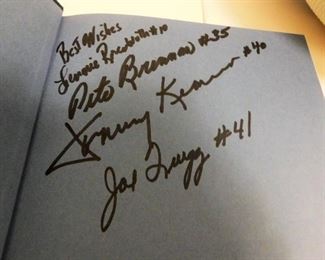 Best Wishes
Lennie Rosenbluth #10
Pete Brennan #35
Tommy Kearns #40
Joe Quigg #41